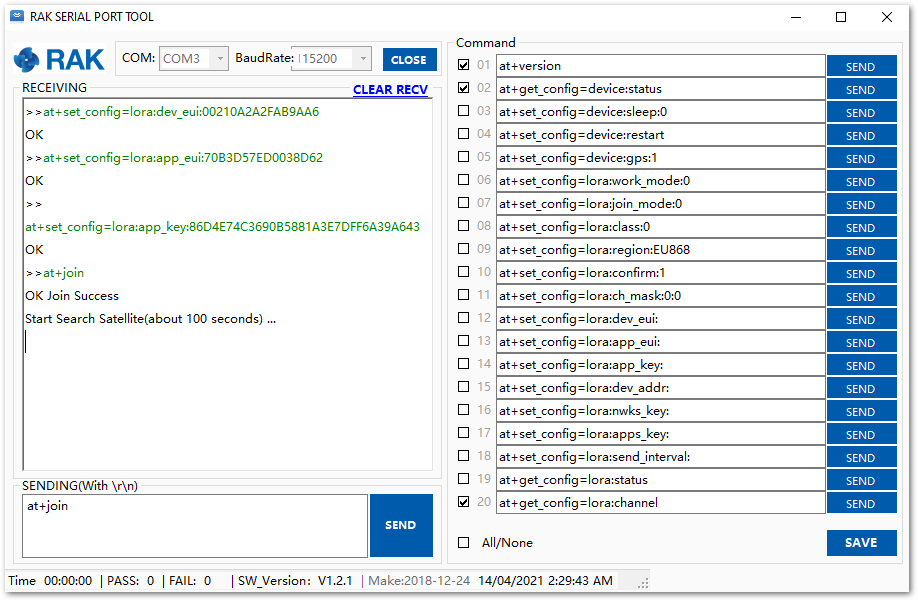 RAK SERIAL PORT TOOL
RAK
COM: COM3 BaudRate: 115200 CLOSE
RECEIVING CLEAR RECV
>>at+set_config=lora:dev_eui:00210A2A2FAB9AA6
OK
>>at+set_config=lora:app_eui:70B3D57ED0038D62
OK
>>
at+set_config=lora:app_key:86D4E74C3690B5881A3E7DFF6A39A643
OK
>>at+join
OK Join Success
Start Search Satellite(about 100 seconds) ...
SENDING(With \r\n)
at+join
SEND
Command
01 at+version SEND
02 at+get_config=device:status SEND
03 at+set_config=device:sleep:0 SEND
04 at+set_config=device:restart SEND
05 at+set_config=device:gps:1 SEND
06 at+set_config=lora:work_mode:0 SEND
07 at+set_config=lora:join_mode:0 SEND
08 at+set_config=lora:class:0 SEND
09 at+set_config=lora:region:EU868 SEND
10 at+set_config=lora:confirm:1 SEND
11 at+set_config=lora:ch_mask:0:0 SEND
12 at+set_config=lora:dev_eui: SEND
13 at+set_config=lora:app_eui: SEND
14 at+set_config=lora:app_key: SEND
15 at+set_config=lora:dev_addr: SEND
16 at+set_config=lora:nwks_key: SEND
17 at+set_config=lora:apps_key: SEND
18 at+set_config=lora:send_interval: SEND
19 at+get_config=lora:status SEND
20 at+get_config=lora:channel SEND
All/None SAVE
Time 00:00:00 | PASS: 0 | FAIL: 0 | SW_Version: V1.2.1 | Make:2018-12-24 14/04/2021 2:29:43 AM